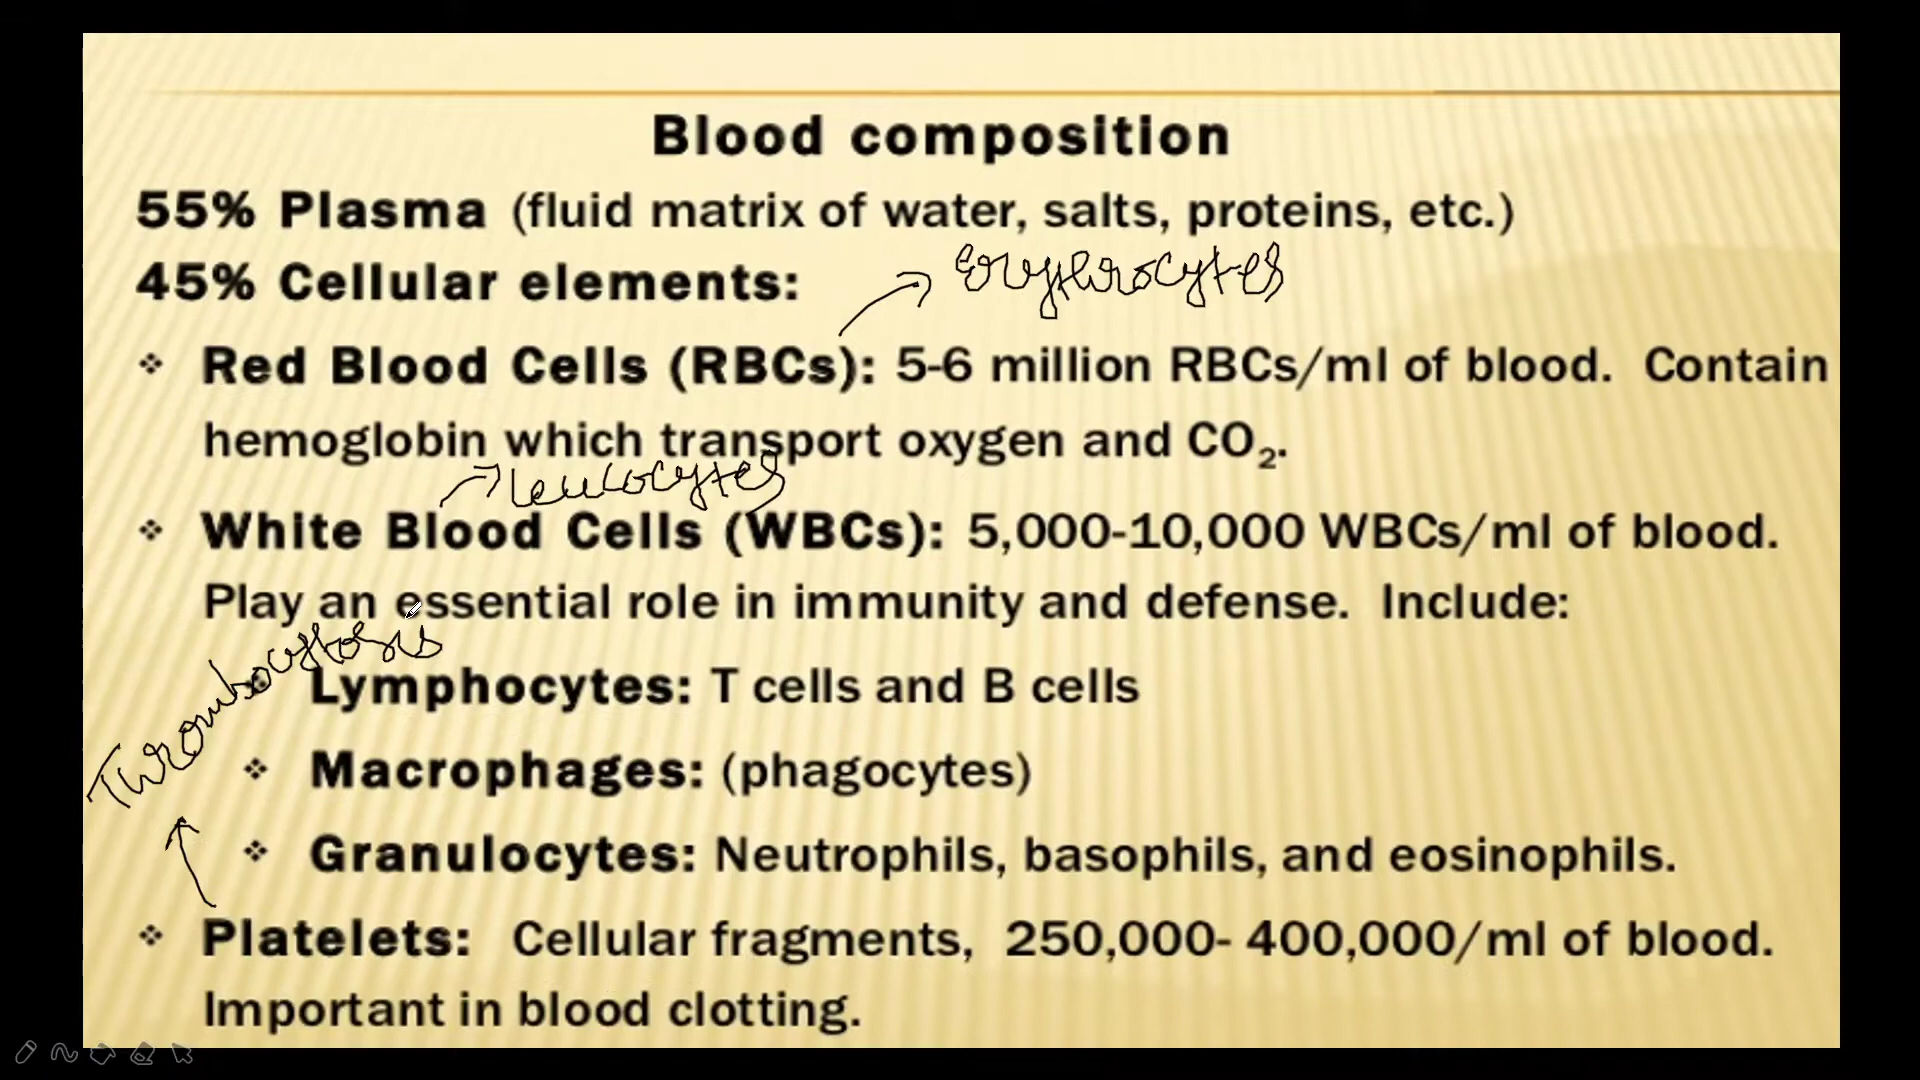 Blood composition
55% Plasma (fluid matrix of water, salts, proteins, etc.)
45% Cellular elements:
Erythrocytes
❖ Red Blood Cells (RBCs): 5-6 million RBCs/ml of blood. Contain
hemoglobin which transport oxygen and CO₂.
leukocytes
❖ White Blood Cells (WBCs): 5,000-10,000 WBCs/ml of blood.
Play an essential role in immunity and defense. Include:
Thrombocytosis
❖ Lymphocytes: T cells and B cells
❖ Macrophages: (phagocytes)
❖ Granulocytes: Neutrophils, basophils, and eosinophils.
❖ Platelets: Cellular fragments, 250,000- 400,000/ml of blood.
Important in blood clotting.